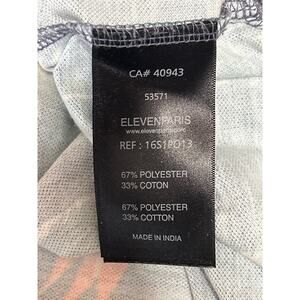 CA# 40943
53571
ELEVENPARIS
www.elevenparis.com
REF : 16S1PO13
67% POLYESTER
33% COTON
67% POLYESTER
33% COTTON
MADE IN INDIA